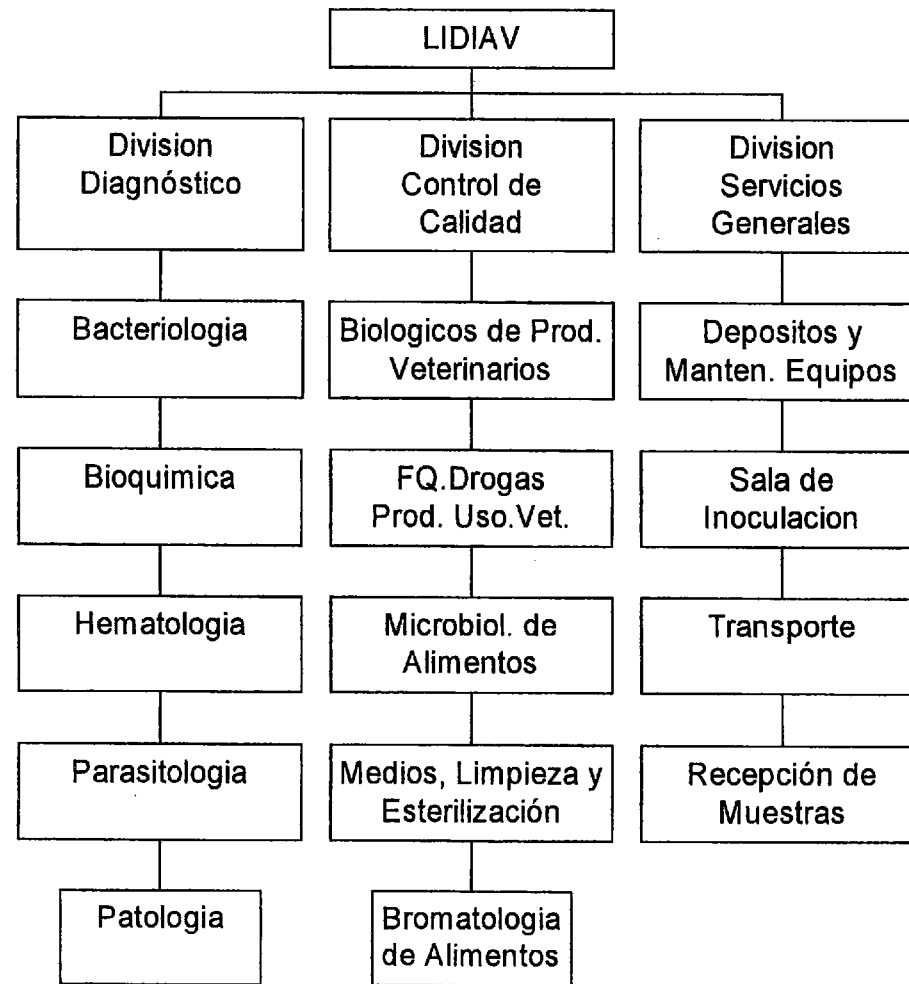 LIDIAV
Division
Diagnóstico
Division
Control de
Calidad
Division
Servicios
Generales
Bacteriologia
Biologicos de Prod.
Veterinarios
Depositos y
Manten. Equipos
Bioquimica
FQ.Drogas
Prod. Uso.Vet.
Sala de
Inoculacion
Hematologia
Microbiol. de
Alimentos
Transporte
Parasitologia
Medios, Limpieza y
Esterilización
Recepción de
Muestras
Patologia
Bromatologia
de Alimentos